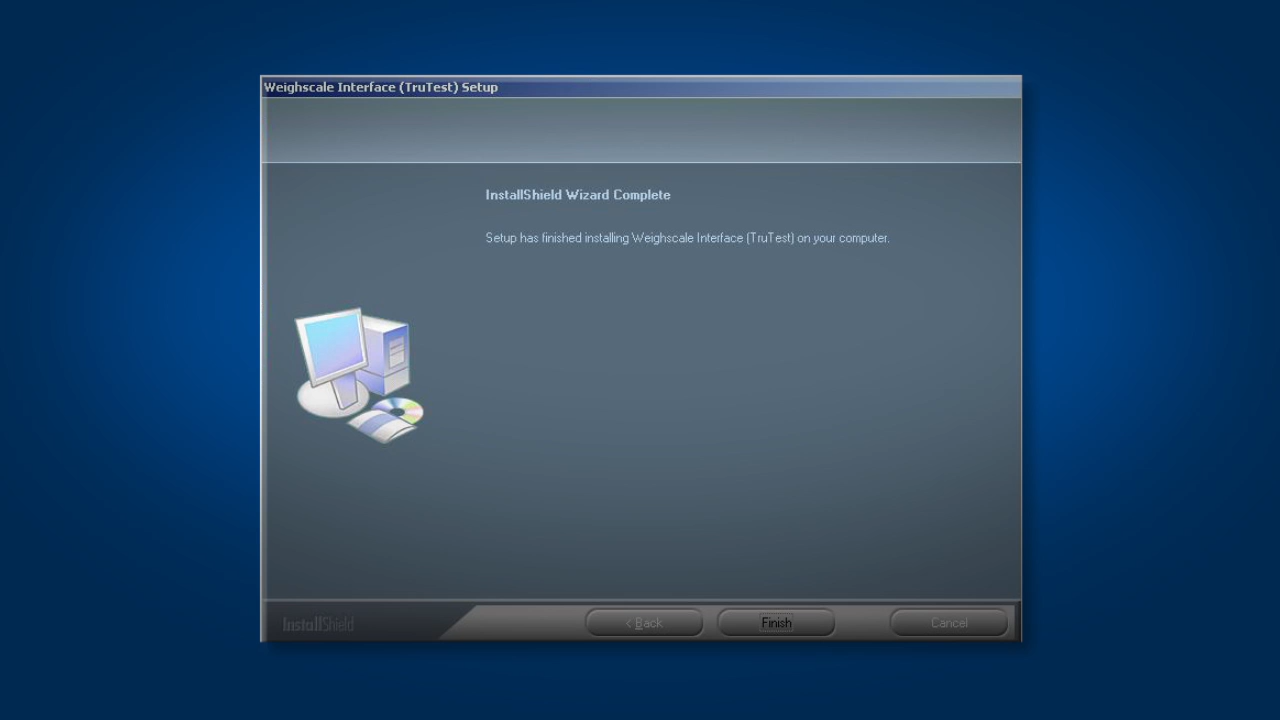 Weighscale Interface (TruTest) Setup
InstallShield Wizard Complete
Setup has finished installing Weighscale Interface (TruTest) on your computer.
InstallShield
< Back
Finish
Cancel